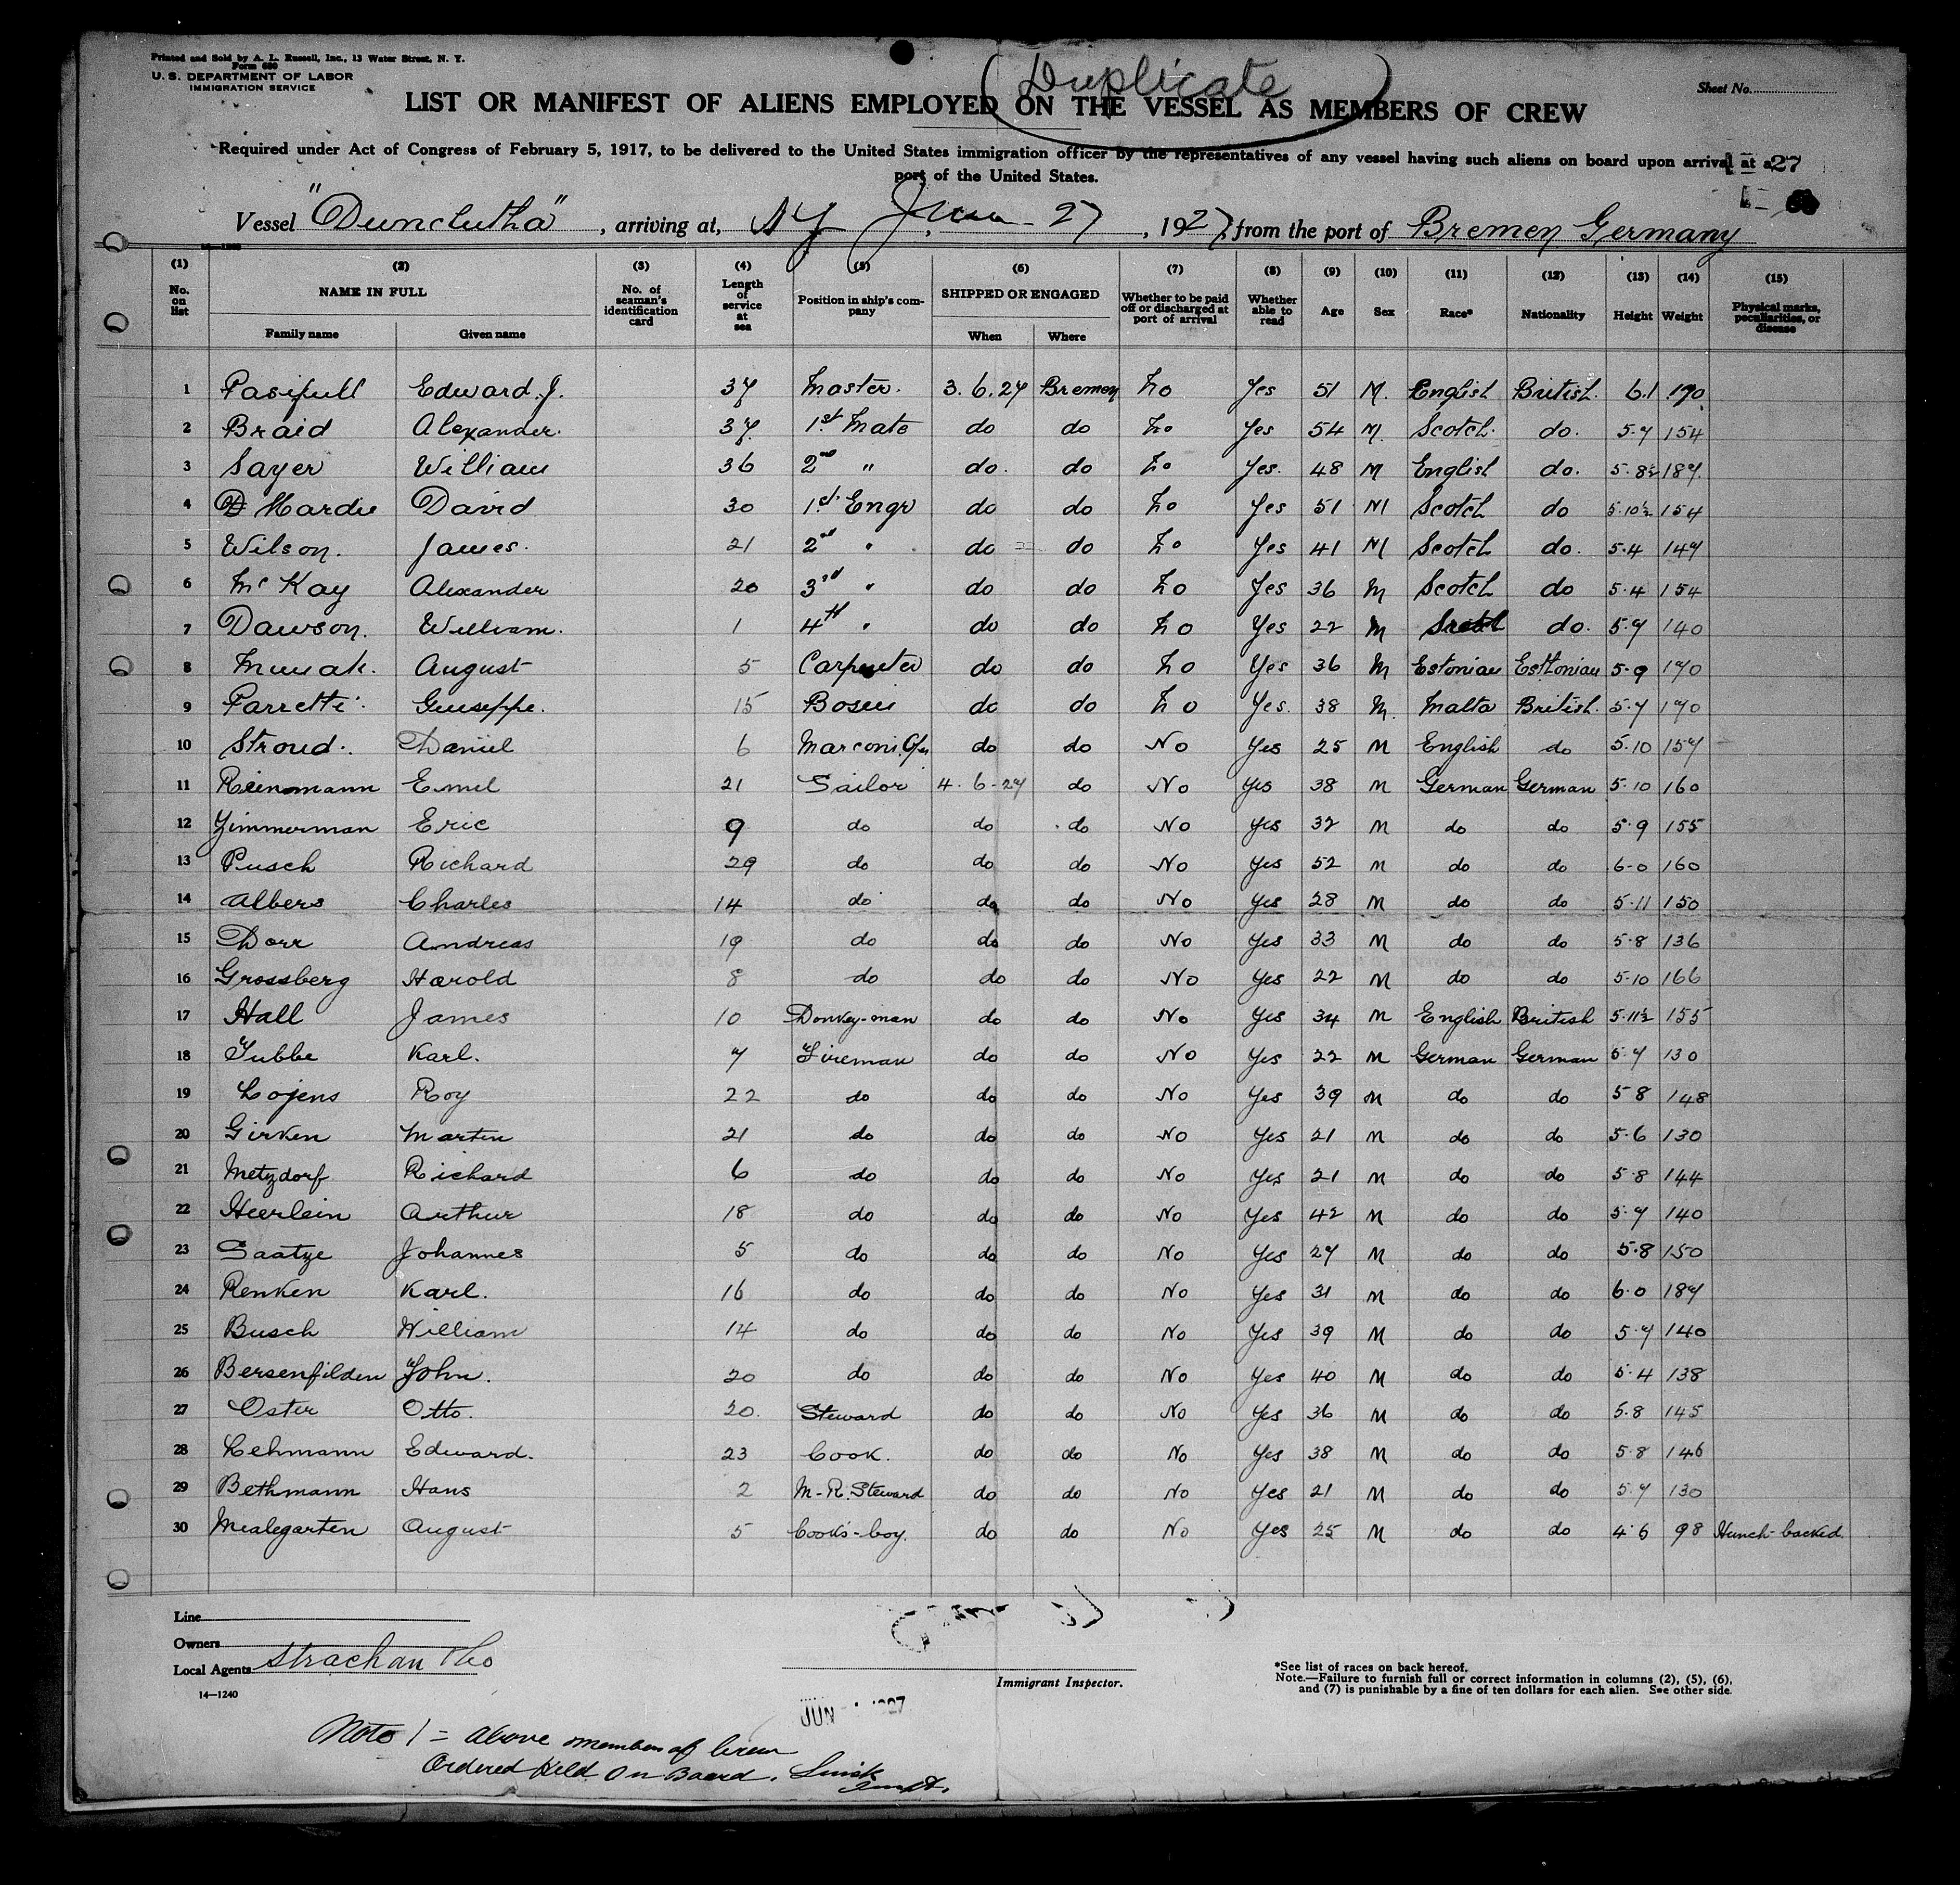 Printed and Sold by A. L. Russell, Inc., 13 Water Street, N. Y.
Form 680
U. S. DEPARTMENT OF LABOR
IMMIGRATION SERVICE
(Duplicate)
Sheet No.
LIST OR MANIFEST OF ALIENS EMPLOYED ON THE VESSEL AS MEMBERS OF CREW
Required under Act of Congress of February 5, 1917, to be delivered to the United States immigration officer by the representatives of any vessel having such aliens on board upon arrival at a
port of the United States.
27
Vessel "Dunclutha", arriving at, NY June 27, 1927, from the port of Bremen Germany
(1) (2) (3) (4) (5) (6) (7) (8) (9) (10) (11) (12) (13) (14) (15)
No. on list NAME IN FULL Family name Given name No. of seaman's identification card Length of service at sea Position in ship's company SHIPPED OR ENGAGED When Where Whether to be paid off or discharged at port of arrival Whether able to read Age Sex Race* Nationality Height Weight Physical marks, peculiarities, or disease
1 Pasifull Edward. J. 37 Master. 3.6.27 Bremen No Yes 51 M. English British. 6.1 190
2 Braid Alexander. 37 1st Mate do do No Yes 54 M. Scotch. do. 5.7 154
3 Sayer William 36 2nd " do. do No Yes. 48 M English do. 5.8½ 187.
4 Hardie David 30 1st Engr do do No Yes 51 M Scotch do 5.10½ 154
5 Wilson. James. 21 2nd " do do No Yes 41 M Scotch do. 5.4 147
6 McKay Alexander 20 3rd " do do No Yes 36 M Scotch do 5.4 154
7 Dawson. William. 1 4th " do do No Yes 22 M do. 5.7 140
8 August 5 Carpenter do do No Yes 36 M Estonian Esttonian 5.9 170
9 Parretti Giuseppe. 15 Bosun do do No Yes. 38 M. Malta British. 5.7 170
10 Stroud. Daniel 6 Marconi do do No Yes 25 M English do 5.10 157
11 Reinmann Emil 21 Sailor 4.6-27 do No Yes 38 M German German 5.10 160
12 Zimmerman Eric 9 do do do No Yes 32 M do do 5.9 155
13 Pusch Richard 29 do do do No Yes 52 M do do 6-0 160
14 Albers Charles 14 do do do No Yes 28 M do do 5.11 150
15 Dorr Andreas 19 do do do No Yes 33 M do do 5.8 136
16 Grossberg Harold 8 do do do No Yes 22 M do do 5.10 166
17 Hall James 10 Donkey-man do do No Yes 34 M English British 5.11½ 155
18 Tubbe Karl. 7 Fireman do do No Yes 22 M German German 5.7 130
19 Lojens Roy 22 do do do No Yes 39 M do do 5 8 148
20 Girken Martin 21 do do do No Yes 21 M do do 5.6 130
21 Metzdorf Richard 6 do do do No Yes 21 M do do 5.8 144
22 Heerlein Arthur 18 do do do No Yes 42 M do do 5.7 140
23 Saatze Johannes 5 do do do No Yes 27 M do do 5.8 150
24 Renken Karl. 16 do do do No Yes 31 M do do 6.0 187
25 Busch William 14 do do do No Yes 39 M do do 5.7 140
26 Bersenfilden John. 20 do do do No Yes 40 M do do 5.4 138
27 Oster Otto. 20. Steward do do No Yes 36 M do do 5.8 145
28 Lehmann Edward. 23 Cook. do do No Yes 38 M do do 5.8 146
29 Bethmann Hans 2 M-R. Steward do do No Yes 21 M do do 5.7 130
30 Mealegarten August 5 Cook's-boy. do do No Yes 25 M do do 4.6 98 Hunch-backed.
Line
Owners
Local Agents Strachan & Co
14—1240
Immigrant Inspector.
*See list of races on back hereof.
Note.—Failure to furnish full or correct information in columns (2), (5), (6),
and (7) is punishable by a fine of ten dollars for each alien. See other side.
JUN
Note 1 = Above members of Crew
Ordered Held On Board.